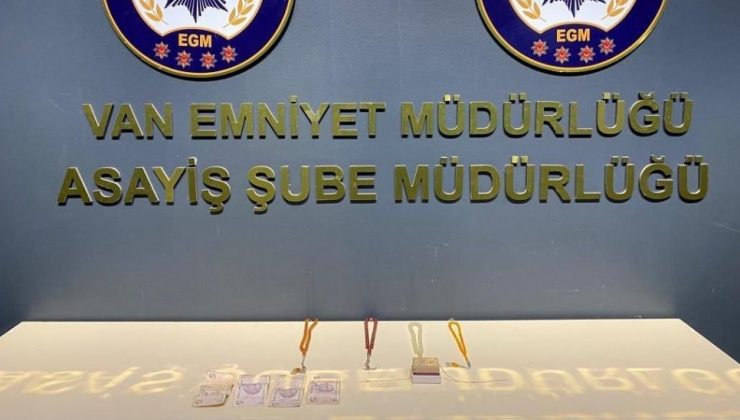 EGM EGM
VAN EMNİYET MÜDÜRLÜĞÜ
ASAYİŞ ŞUBE MÜDÜRLÜĞÜ